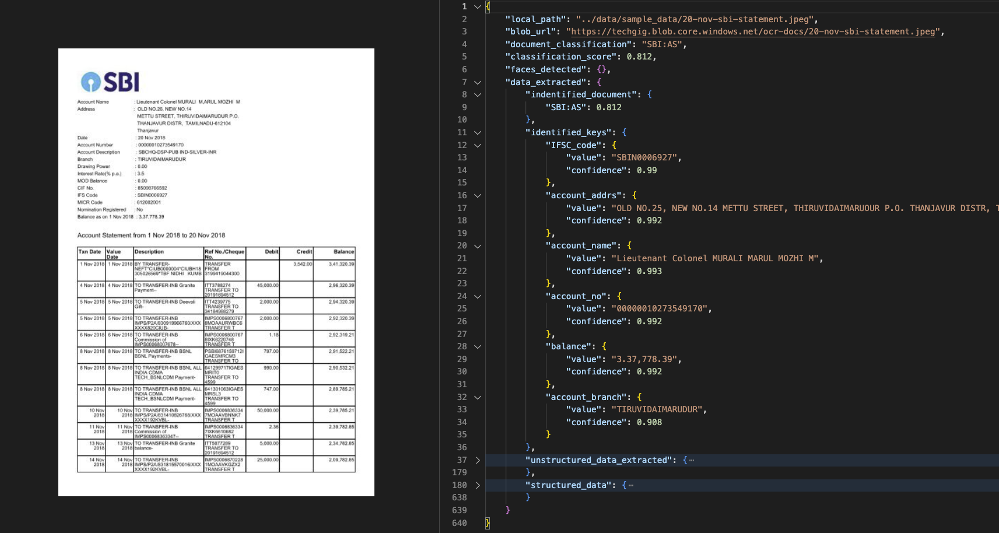 SBI
Account Name : Lieutenant Colonel MURALI M,ARUL MOZHI M
Address : OLD NO.26, NEW NO.14
METTU STREET, THIRUVIDAIMARUDUR P.O.
THANJAVUR DISTR, TAMILNADU-612104
Thanjavur
Date : 20 Nov 2018
Account Number : 00000010273549170
Account Description : SBCHQ-DSP-PUB IND-SILVER-INR
Branch : TIRUVIDAIMARUDUR
Drawing Power : 0.00
Interest Rate(% p.a.) : 3.5
MOD Balance : 0.00
CIF No. : 85098766592
IFS Code : SBIN0006927
MICR Code : 612002001
Nomination Registered : No
Balance as on 1 Nov 2018 : 3,37,778.39
Account Statement from 1 Nov 2018 to 20 Nov 2018
Txn Date Value Description Ref No./Cheque Debit Credit Balance
Date No.
1 Nov 2018 1 Nov 2018 BY TRANSFER- TRANSFER 3,542.00 3,41,320.39
NEFT*CIUB0000004*CIUBH18 FROM
305026569*TBF NIDHI KUMB 3199419044300
-
4 Nov 2018 4 Nov 2018 TO TRANSFER-INB Granite ITT3788274 45,000.00 2,96,320.39
Payment-- TRANSFER TO
20191694512
5 Nov 2018 5 Nov 2018 TO TRANSFER-INB Deevali ITT4239775 2,000.00 2,94,320.39
Gift- TRANSFER TO
34184988279
5 Nov 2018 5 Nov 2018 TO TRANSFER-INB IMPS0006800767 2,000.00 2,92,320.39
IMPS/P2A/830919966760/XXX 8MOAAURWBC6
XXXX820CIUB- TRANSFER T
6 Nov 2018 6 Nov 2018 TO TRANSFER-INB IMPS0006800767 1.18 2,92,319.21
Commission of 8IXK6220748
IMPS00068007678-- TRANSFER T
8 Nov 2018 8 Nov 2018 TO TRANSFER-INB BSNL PSBI6876159712I 797.00 2,91,522.21
BSNL Payments- GAESMRCM3
TRANSFER TO
8 Nov 2018 8 Nov 2018 TO TRANSFER-INB BSNL ALL 641299717IGAES 990.00 2,90,532.21
INDIA CDMA MRIT0
TECH_BSNLCDM Payment- TRANSFER TO
4599
8 Nov 2018 8 Nov 2018 TO TRANSFER-INB BSNL ALL 641301063IGAES 747.00 2,89,785.21
INDIA CDMA MRSL3
TECH_BSNLCDM Payment- TRANSFER TO
4599
10 Nov 10 Nov TO TRANSFER-INB IMPS0006836334 50,000.00 2,39,785.21
2018 2018 IMPS/P2A/831410826768/XXX 7MOAAVBNNK7
XXXX192KVBL- TRANSFER T
11 Nov 11 Nov TO TRANSFER-INB IMPS0006836334 2.36 2,39,782.85
2018 2018 Commission of 7IXK6610682
IMPS00068363347-- TRANSFER T
13 Nov 13 Nov TO TRANSFER-INB Granite ITT5077289 5,000.00 2,34,782.85
2018 2018 balance- TRANSFER TO
20191694512
14 Nov 14 Nov TO TRANSFER-INB IMPS0006870228 25,000.00 2,09,782.85
2018 2018 IMPS/P2A/831815570016/XXX 1MOAAVKGZX2
XXXX192KVBL- TRANSFER T
1 {
2 "local_path": "../data/sample_data/20-nov-sbi-statement.jpeg",
3 "blob_url": "https://techgig.blob.core.windows.net/ocr-docs/20-nov-sbi-statement.jpeg",
4 "document_classification": "SBI:AS",
5 "classification_score": 0.812,
6 "faces_detected": {},
7 "data_extracted": {
8 "indentified_document": {
9 "SBI:AS": 0.812
10 },
11 "identified_keys": {
12 "IFSC_code": {
13 "value": "SBIN0006927",
14 "confidence": 0.99
15 },
16 "account_addrs": {
17 "value": "OLD NO.25, NEW NO.14 METTU STREET, THIRUVIDAIMARUOUR P.O. THANJAVUR DISTR, T
18 "confidence": 0.992
19 },
20 "account_name": {
21 "value": "Lieutenant Colonel MURALI MARUL MOZHI M",
22 "confidence": 0.993
23 },
24 "account_no": {
25 "value": "00000010273549170",
26 "confidence": 0.992
27 },
28 "balance": {
29 "value": "3.37,778.39",
30 "confidence": 0.992
31 },
32 "account_branch": {
33 "value": "TIRUVIDAIMARUDUR",
34 "confidence": 0.908
35 }
36 },
37 "unstructured_data_extracted": {⋯
179 },
180 "structured_data": {⋯
638 }
639 }
640 }